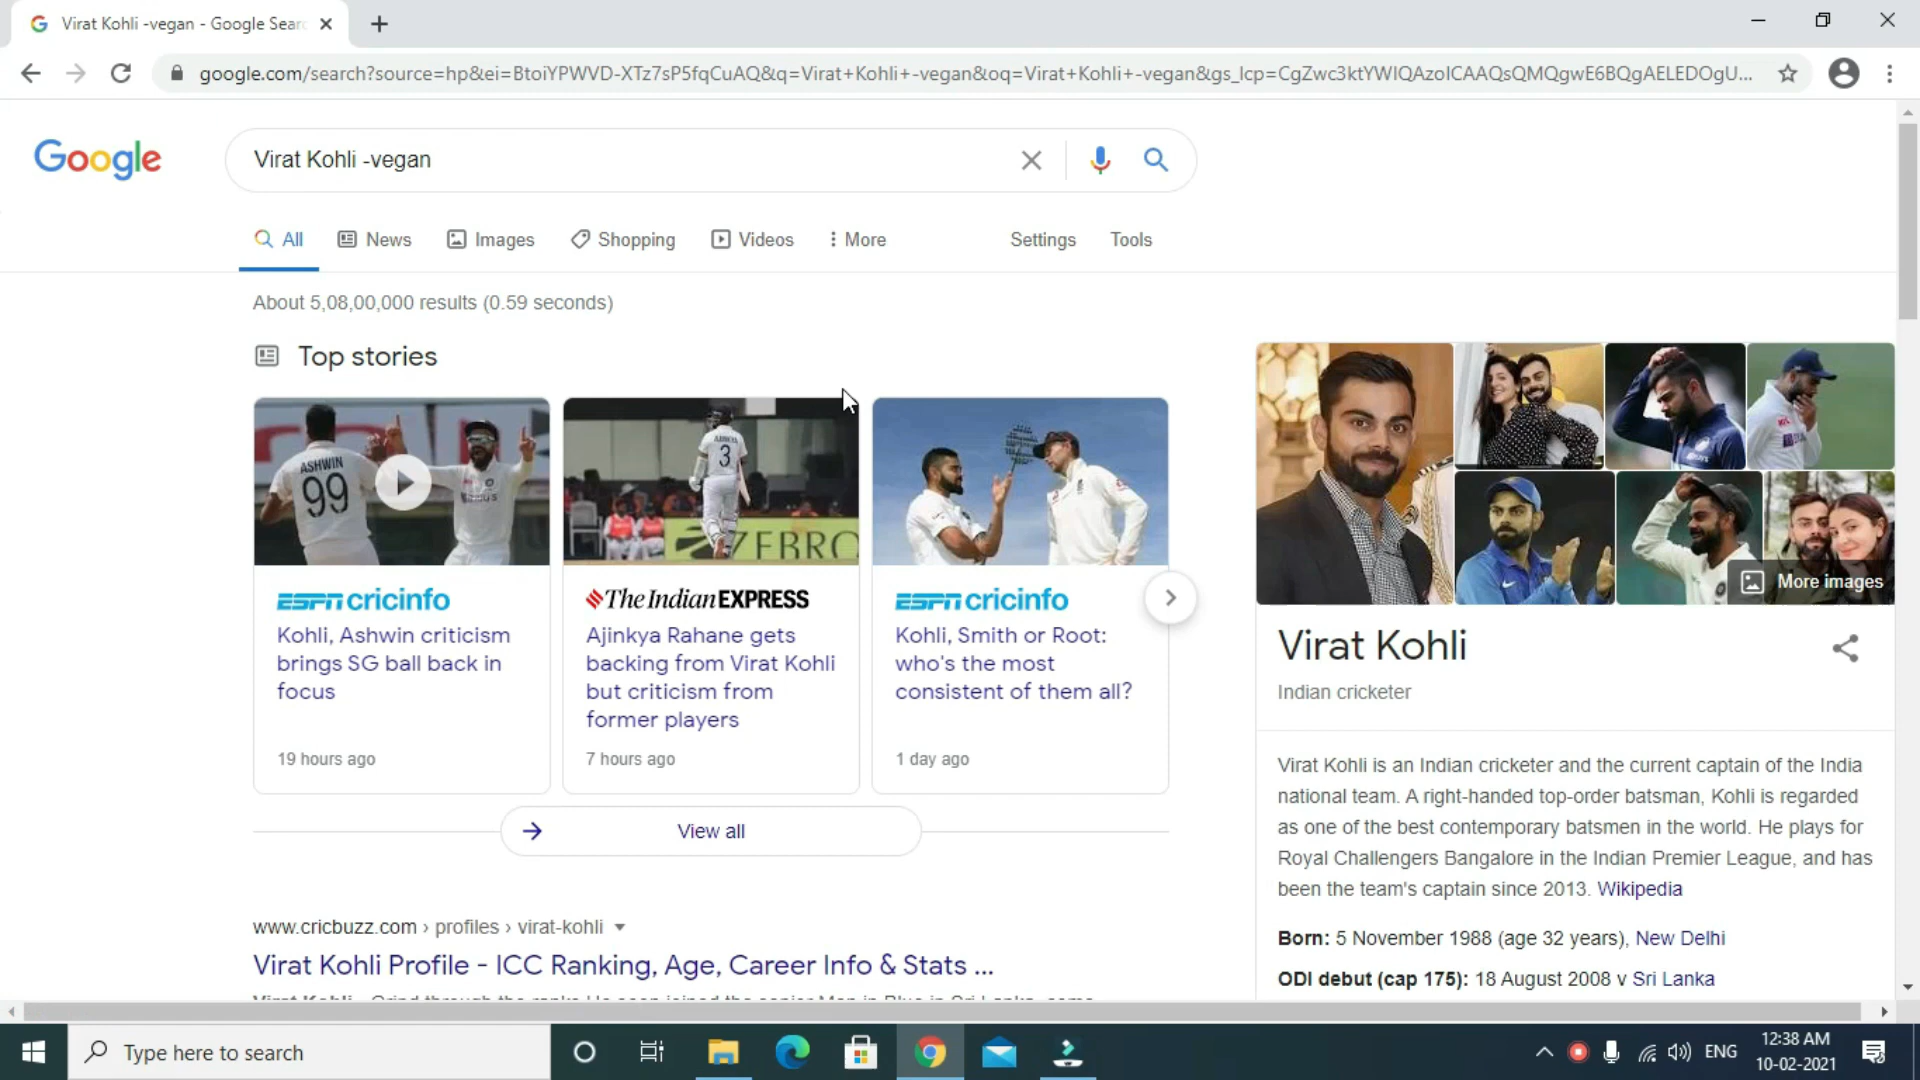 Virat Kohli -vegan - Google Sear
google.com/search?source=hp&ei=BtoiYPWVD-XTz7sP5fqCuAQ&q=Virat+Kohli+-vegan&oq=Virat+Kohli+-vegan&gs_lcp=CgZwc3ktYWIQAzoICAAQsQMQgwE6BQgAELEDOgU...
Google
Virat Kohli -vegan
All
News
Images
Shopping
Videos
More
Settings
Tools
About 5,08,00,000 results (0.59 seconds)
Top stories
ASHWIN
99
3
ZEBRO
ESPN cricinfo
Kohli, Ashwin criticism
brings SG ball back in
focus
19 hours ago
The Indian EXPRESS
Ajinkya Rahane gets
backing from Virat Kohli
but criticism from
former players
7 hours ago
ESPN cricinfo
Kohli, Smith or Root:
who's the most
consistent of them all?
1 day ago
View all
www.cricbuzz.com › profiles › virat-kohli
Virat Kohli Profile - ICC Ranking, Age, Career Info & Stats ...
More images
Virat Kohli
Indian cricketer
Virat Kohli is an Indian cricketer and the current captain of the India
national team. A right-handed top-order batsman, Kohli is regarded
as one of the best contemporary batsmen in the world. He plays for
Royal Challengers Bangalore in the Indian Premier League, and has
been the team's captain since 2013. Wikipedia
Born: 5 November 1988 (age 32 years), New Delhi
ODI debut (cap 175): 18 August 2008 v Sri Lanka
Type here to search
ENG
12:38 AM
10-02-2021